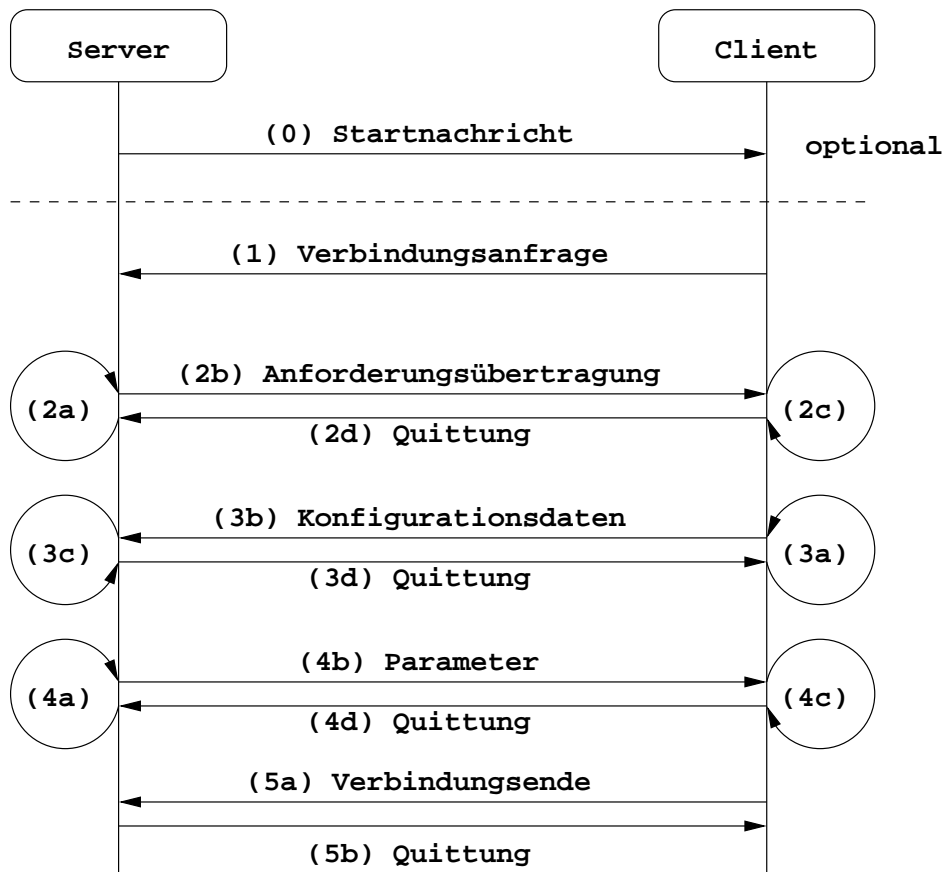 Server
Client
(0) Startnachricht
optional
(1) Verbindungsanfrage
(2b) Anforderungsübertragung
(2a)
(2c)
(2d) Quittung
(3b) Konfigurationsdaten
(3c)
(3a)
(3d) Quittung
(4b) Parameter
(4a)
(4c)
(4d) Quittung
(5a) Verbindungsende
(5b) Quittung